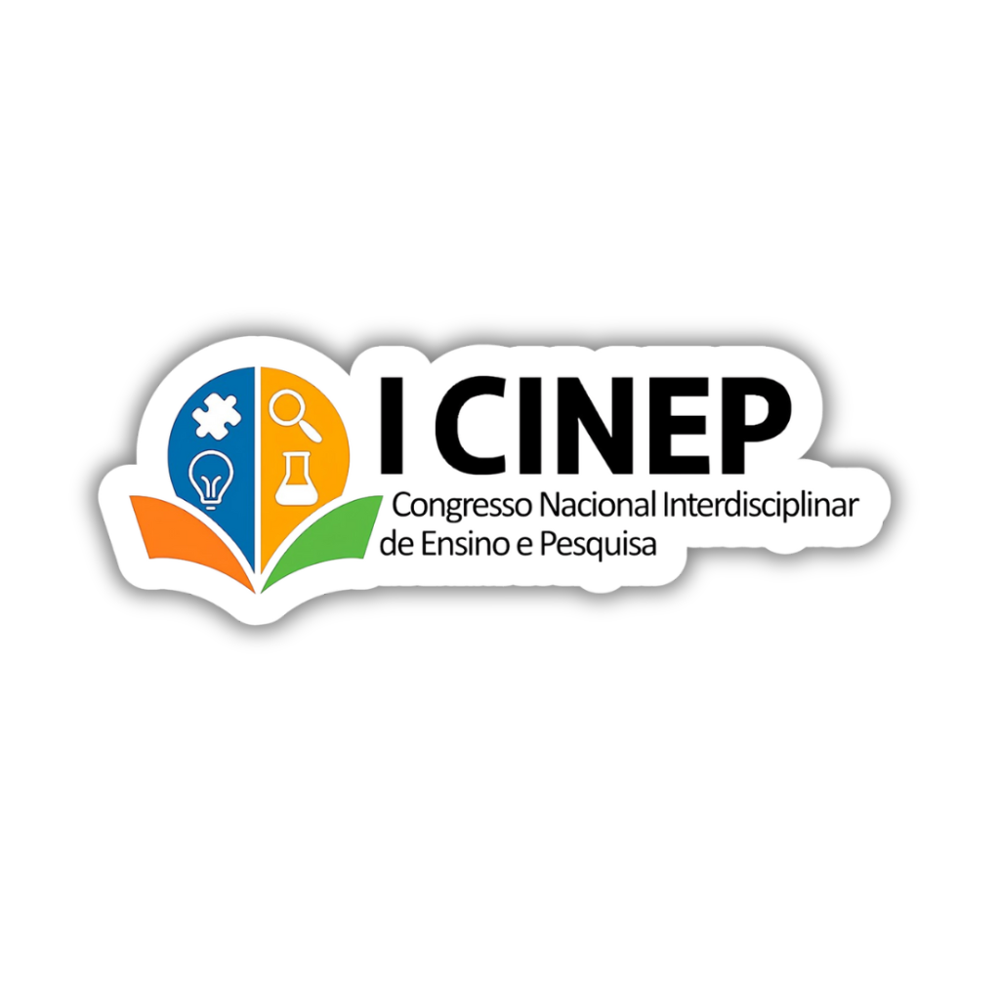 I CINEP
Congresso Nacional Interdisciplinar
de Ensino e Pesquisa